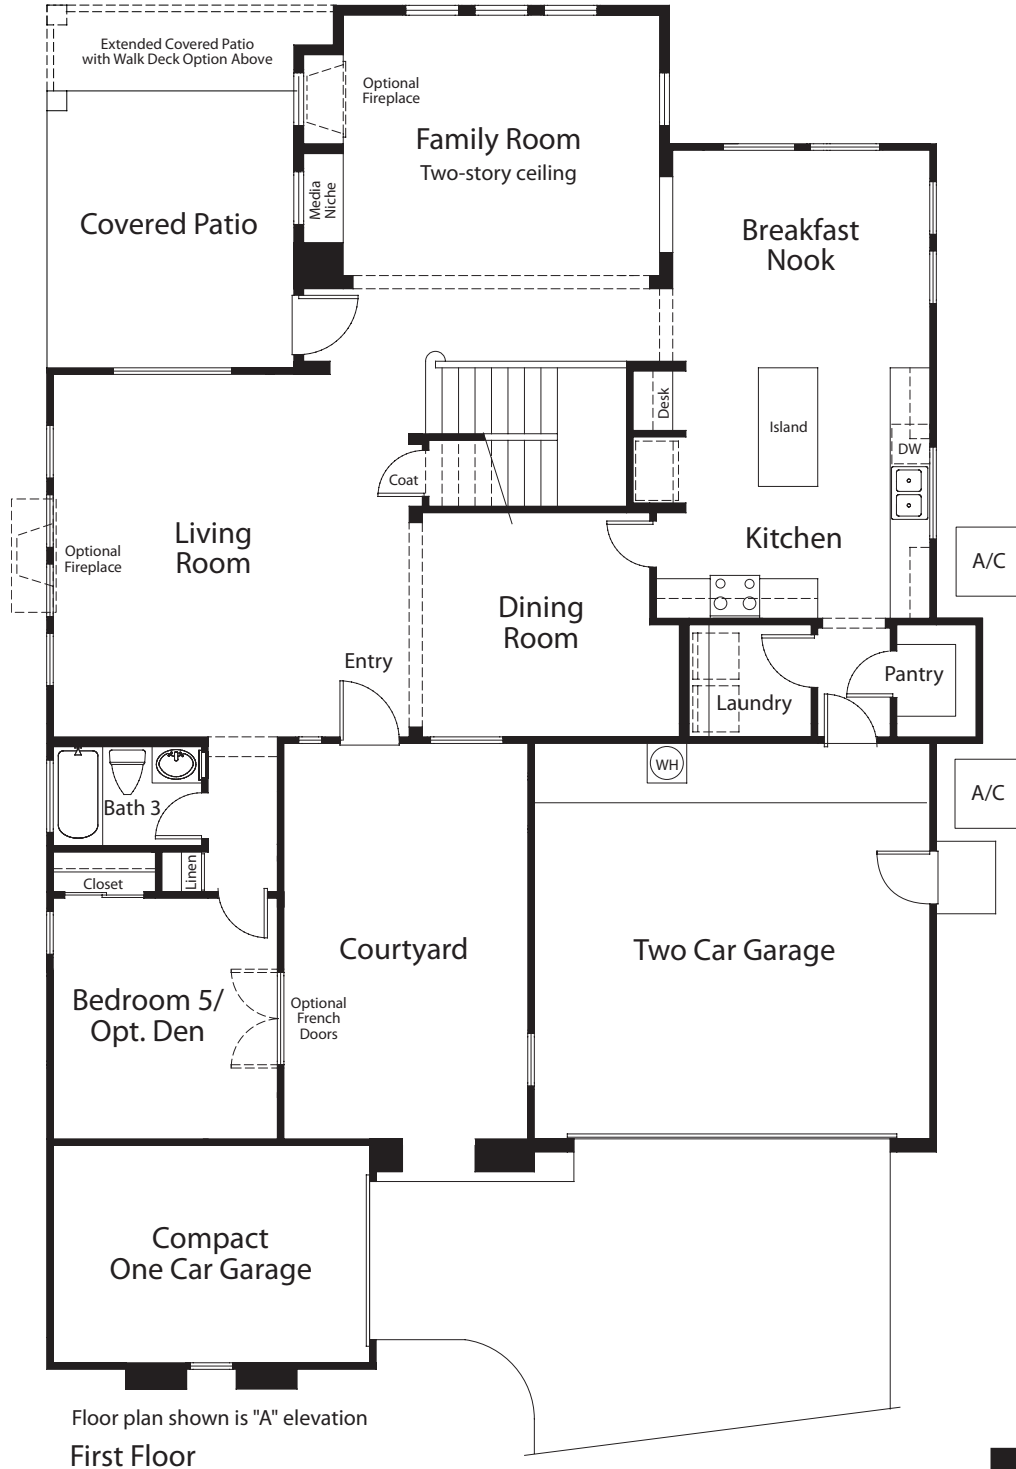 Extended Covered Patio
with Walk Deck Option Above
Optional
Fireplace
Family Room
Two-story ceiling
Media
Niche
Covered Patio
Breakfast
Nook
Desk
Island
DW
Coat
Living
Room
Optional
Fireplace
Kitchen
A/C
Dining
Room
Entry
Laundry
Pantry
WH
A/C
Bath 3
Linen
Closet
Courtyard
Two Car Garage
Bedroom 5/
Opt. Den
Optional
French
Doors
Compact
One Car Garage
Floor plan shown is "A" elevation
First Floor